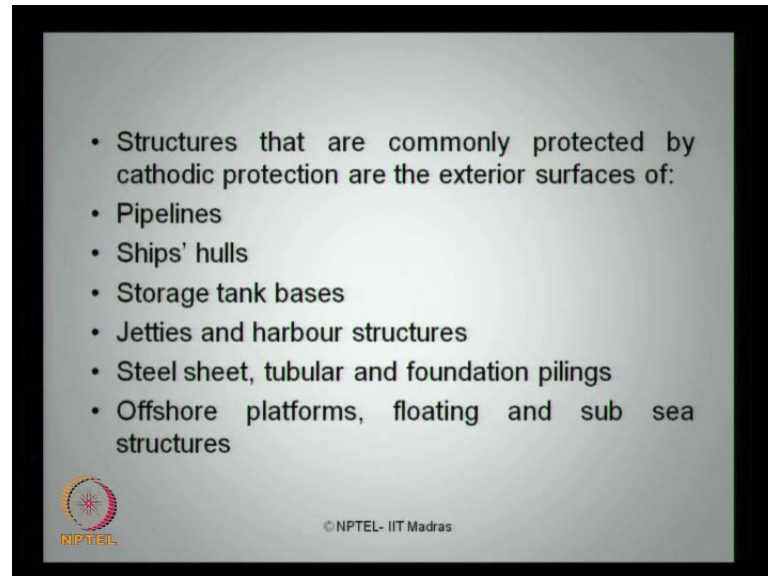 • Structures that are commonly protected by
cathodic protection are the exterior surfaces of:
• Pipelines
• Ships' hulls
• Storage tank bases
• Jetties and harbour structures
• Steel sheet, tubular and foundation pilings
• Offshore platforms, floating and sub sea
structures
NPTEL
© NPTEL- IIT Madras